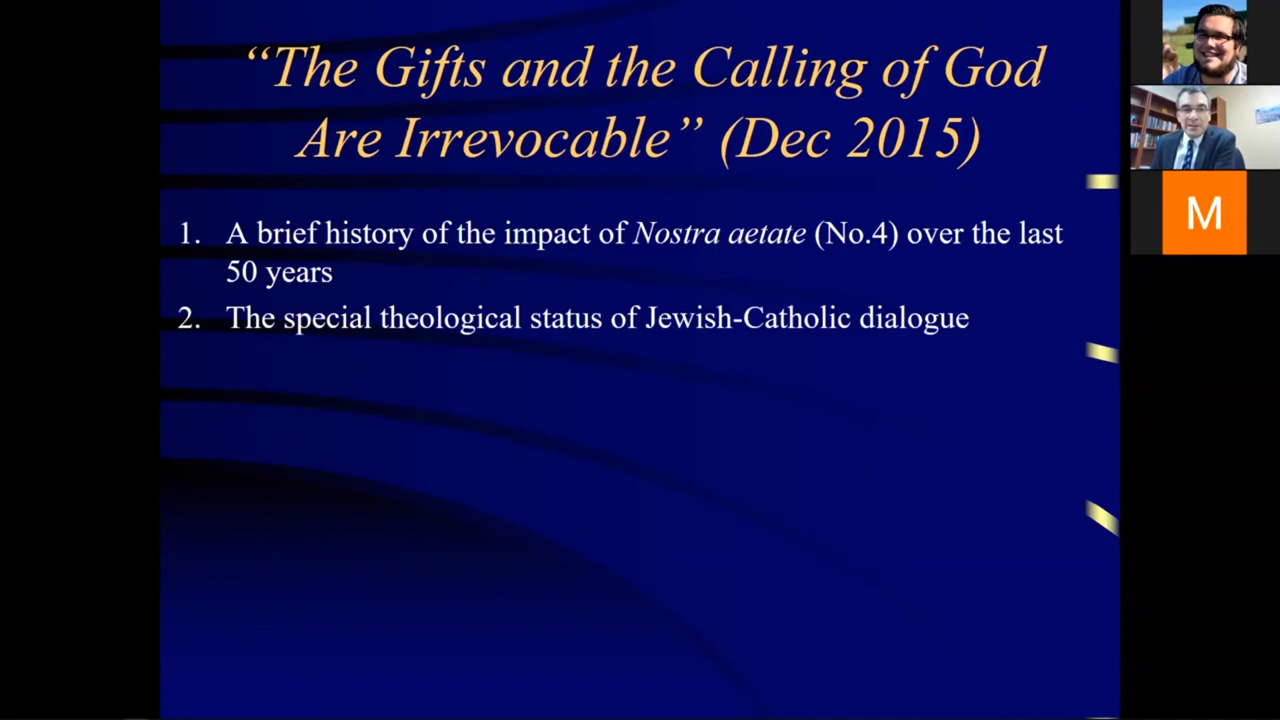 “The Gifts and the Calling of God
Are Irrevocable” (Dec 2015)
1. A brief history of the impact of Nostra aetate (No.4) over the last
50 years
2. The special theological status of Jewish-Catholic dialogue
M